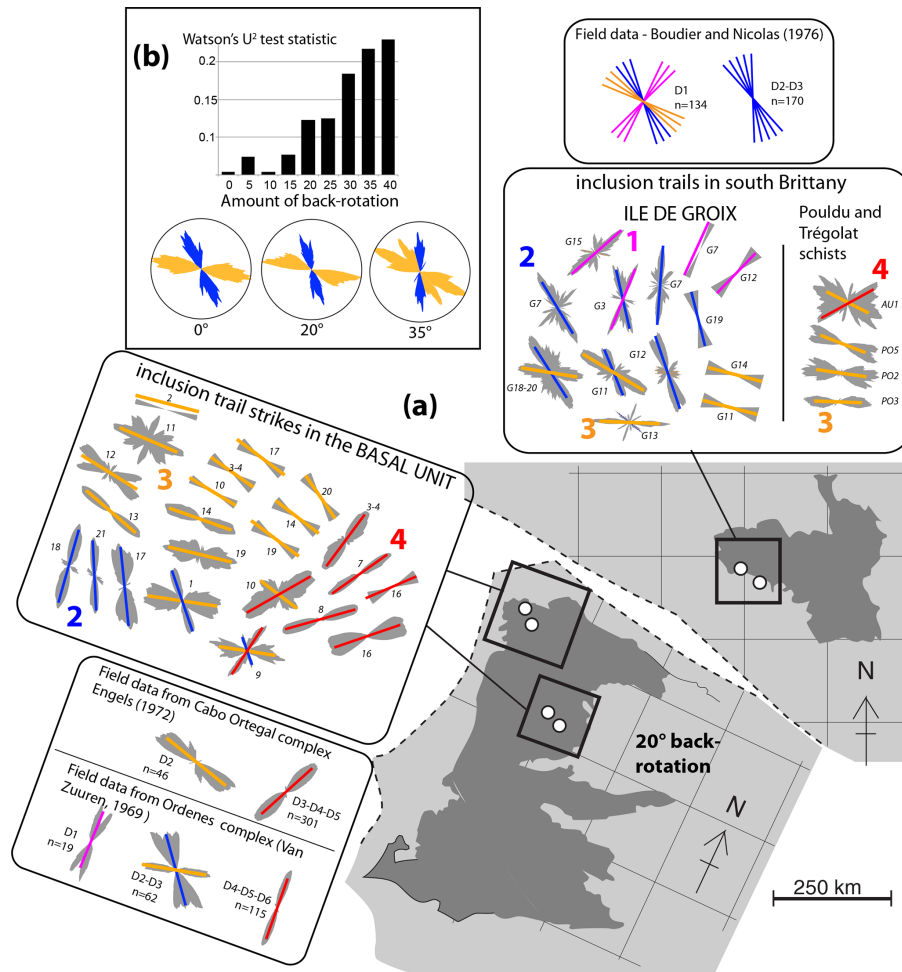 (b)
Watson's U² test statistic
0.2
0.15
0.1
0 5 10 15 20 25 30 35 40
Amount of back-rotation
0° 20° 35°
Field data - Boudier and Nicolas (1976)
D1
n=134
D2-D3
n=170
inclusion trails in south Brittany
ILE DE GROIX
Pouldu and
Trégolat
schists
1
2
3
4
3
G15
G7
G12
G7
G3
G7
G19
G12
G14
G18-20
G11
G11
G13
AU1
PO5
PO2
PO3
(a)
inclusion trail strikes in the BASAL UNIT
2
11
12
3
17
3-4
10
20
13
14
14
3-4
19
19
4
18
21
17
1
10
7
16
2
8
16
9
Field data from Cabo Ortegal complex
Engels (1972)
D2
n=46
D3-D4-D5
n=301
Field data from Ordenes complex (Van
Zuuren, 1969 )
D1
n=19
D2-D3
n=62
D4-D5-D6
n=115
20° back-
rotation
N
N
250 km